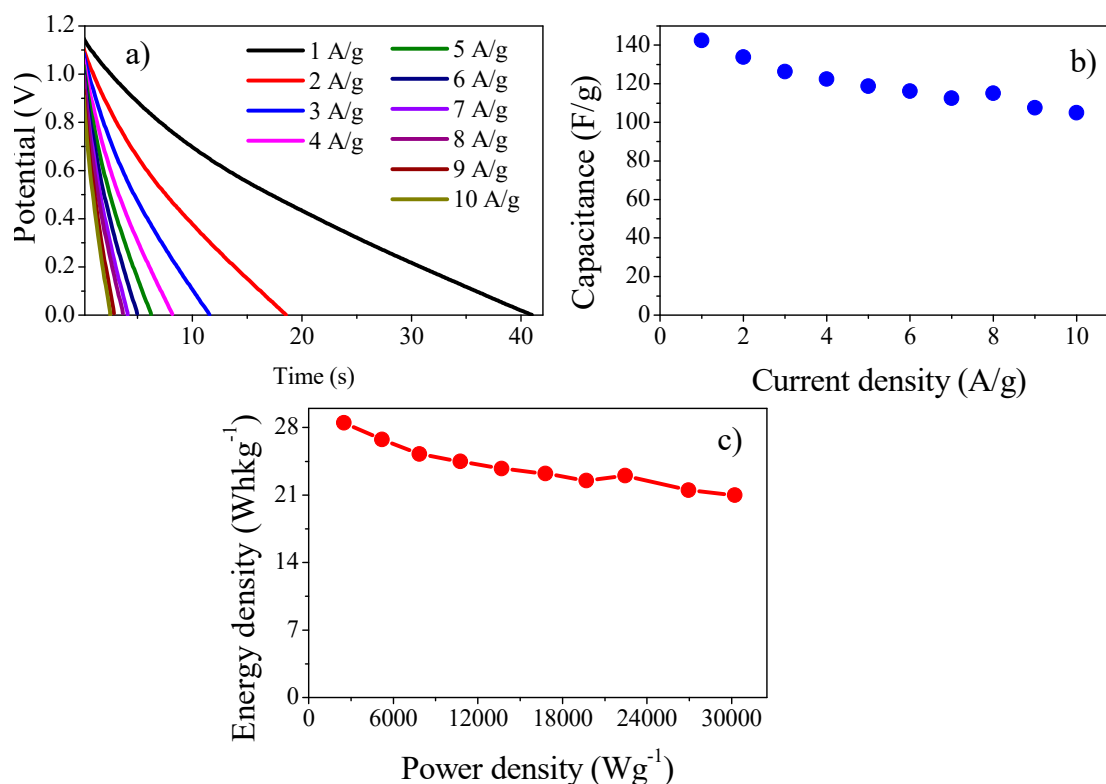 a)
Potential (V)
1.2
1.0
0.8
0.6
0.4
0.2
0.0
1 A/g
2 A/g
3 A/g
4 A/g
5 A/g
6 A/g
7 A/g
8 A/g
9 A/g
10 A/g
10 20 30 40
Time (s)
b)
Capacitance (F/g)
140
120
100
80
60
40
20
0
0 2 4 6 8 10
Current density (A/g)
c)
Energy density (Whkg⁻¹)
28
21
14
7
0
0 6000 12000 18000 24000 30000
Power density (Wg⁻¹)